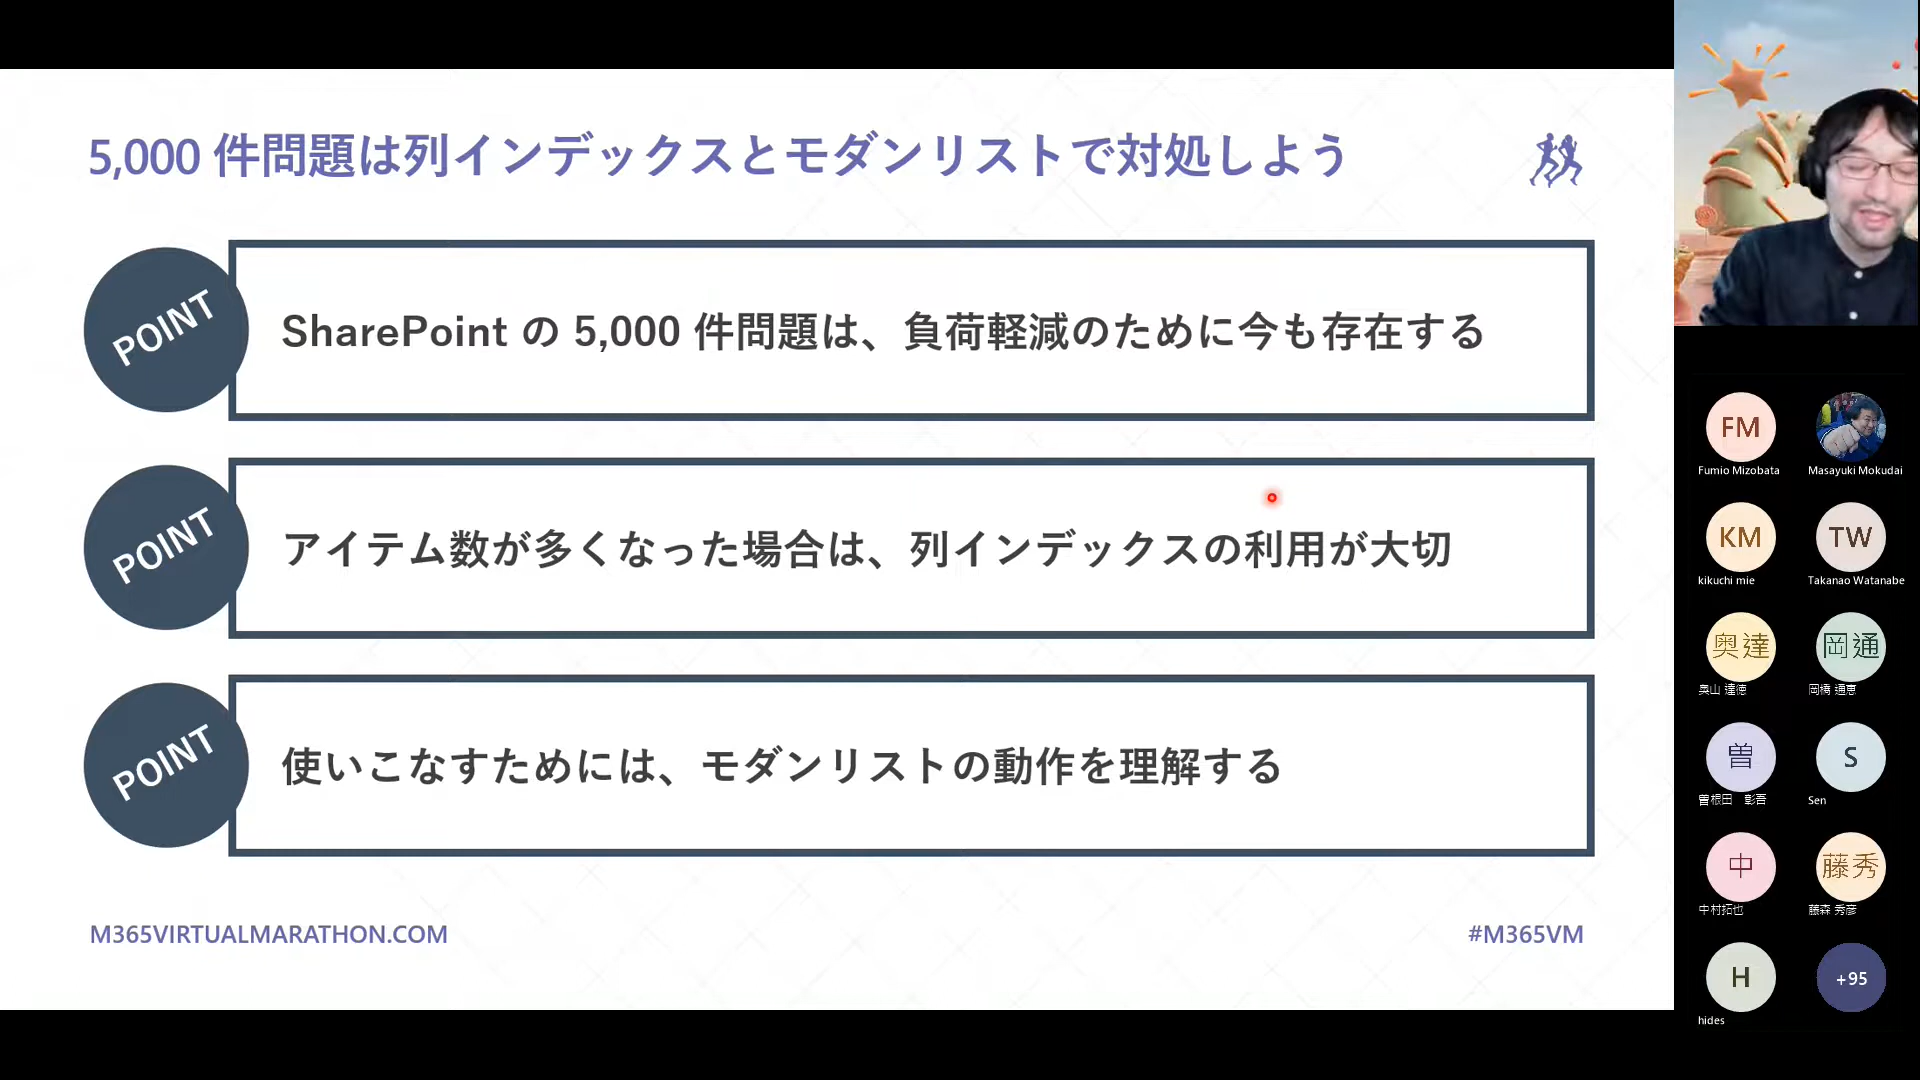 5,000 件問題は列インデックスとモダンリストで対処しよう
POINT
SharePoint の 5,000 件問題は、負荷軽減のために今も存在する
POINT
アイテム数が多くなった場合は、列インデックスの利用が大切
POINT
使いこなすためには、モダンリストの動作を理解する
M365VIRTUALMARATHON.COM
#M365VM
FM
Fumio Mizobata
Masayuki Mokudai
KM
kikuchi mie
TW
Takanao Watanabe
奥達
奥山 達徳
岡通
岡橋 通恵
曽
曽根田　彰吾
S
Sen
中
中村拓也
藤秀
藤森 秀彦
H
hides
+95